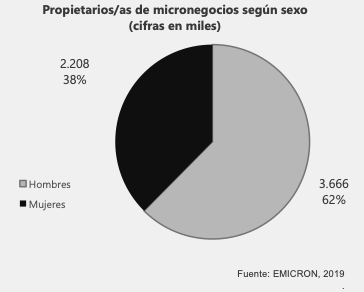 Propietarios/as de micronegocios según sexo
(cifras en miles)
2.208
38%
Hombres
Mujeres
3.666
62%
Fuente: EMICRON, 2019
.